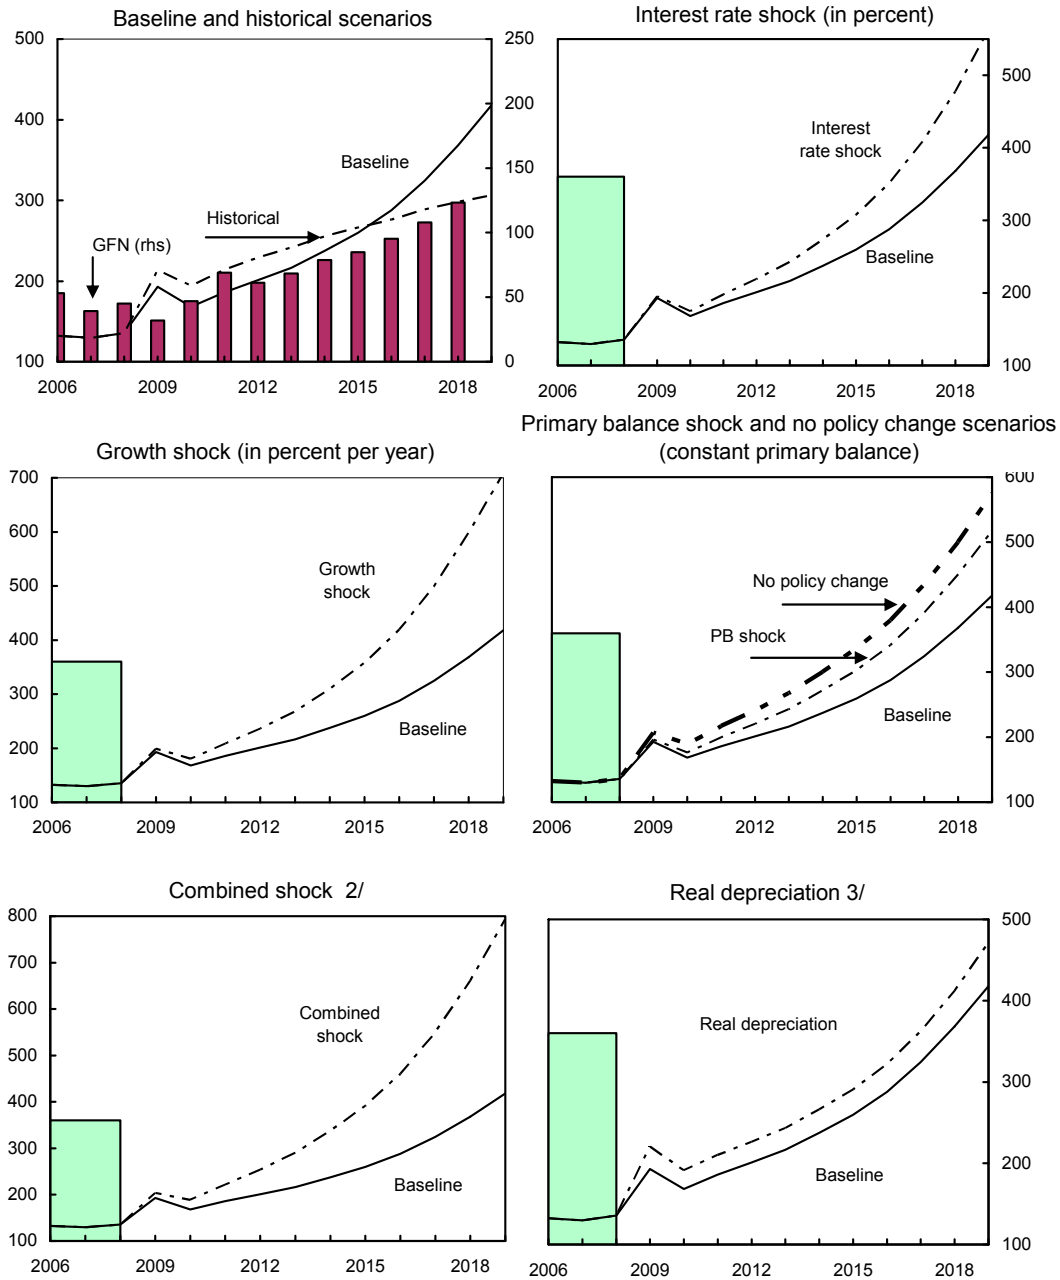 Baseline and historical scenarios
500
400
300
200
100
250
200
150
100
50
0
Baseline
Historical
GFN (rhs)
2006 2009 2012 2015 2018
Interest rate shock (in percent)
500
400
300
200
100
Interest
rate shock
Baseline
2006 2009 2012 2015 2018
Growth shock (in percent per year)
700
600
500
400
300
200
100
Growth
shock
Baseline
2006 2009 2012 2015 2018
Primary balance shock and no policy change scenarios
(constant primary balance)
600
500
400
300
200
100
No policy change
PB shock
Baseline
2006 2009 2012 2015 2018
Combined shock 2/
800
700
600
500
400
300
200
100
Combined
shock
Baseline
2006 2009 2012 2015 2018
Real depreciation 3/
500
400
300
200
100
Real depreciation
Baseline
2006 2009 2012 2015 2018